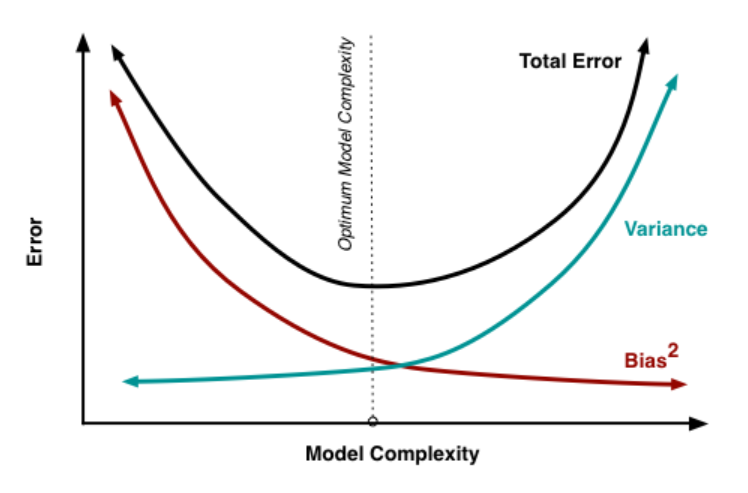 Total Error
Optimum Model Complexity
Variance
Error
Bias²
Model Complexity